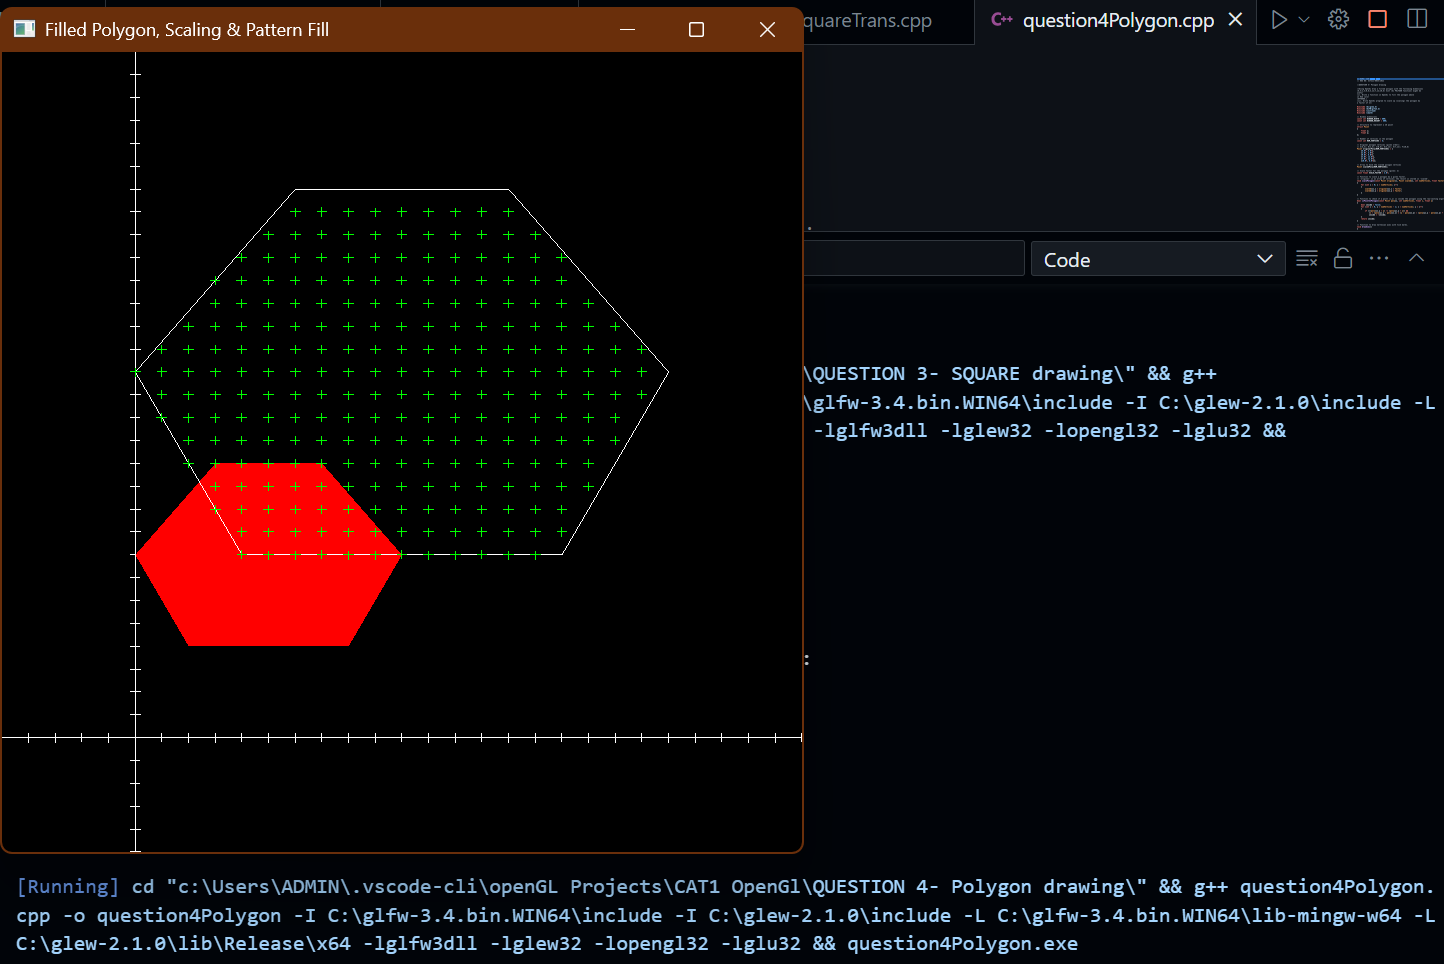 Filled Polygon, Scaling & Pattern Fill
quareTrans.cpp
question4Polygon.cpp
Code
\QUESTION 3- SQUARE drawing\" && g++
\glfw-3.4.bin.WIN64\include -I C:\glew-2.1.0\include -L
-lglfw3dll -lglew32 -lopengl32 -lglu32 &&
:
[Running] cd "c:\Users\ADMIN\.vscode-cli\openGL Projects\CAT1 OpenGl\QUESTION 4- Polygon drawing\" && g++ question4Polygon.
cpp -o question4Polygon -I C:\glfw-3.4.bin.WIN64\include -I C:\glew-2.1.0\include -L C:\glfw-3.4.bin.WIN64\lib-mingw-w64 -L
C:\glew-2.1.0\lib\Release\x64 -lglfw3dll -lglew32 -lopengl32 -lglu32 && question4Polygon.exe